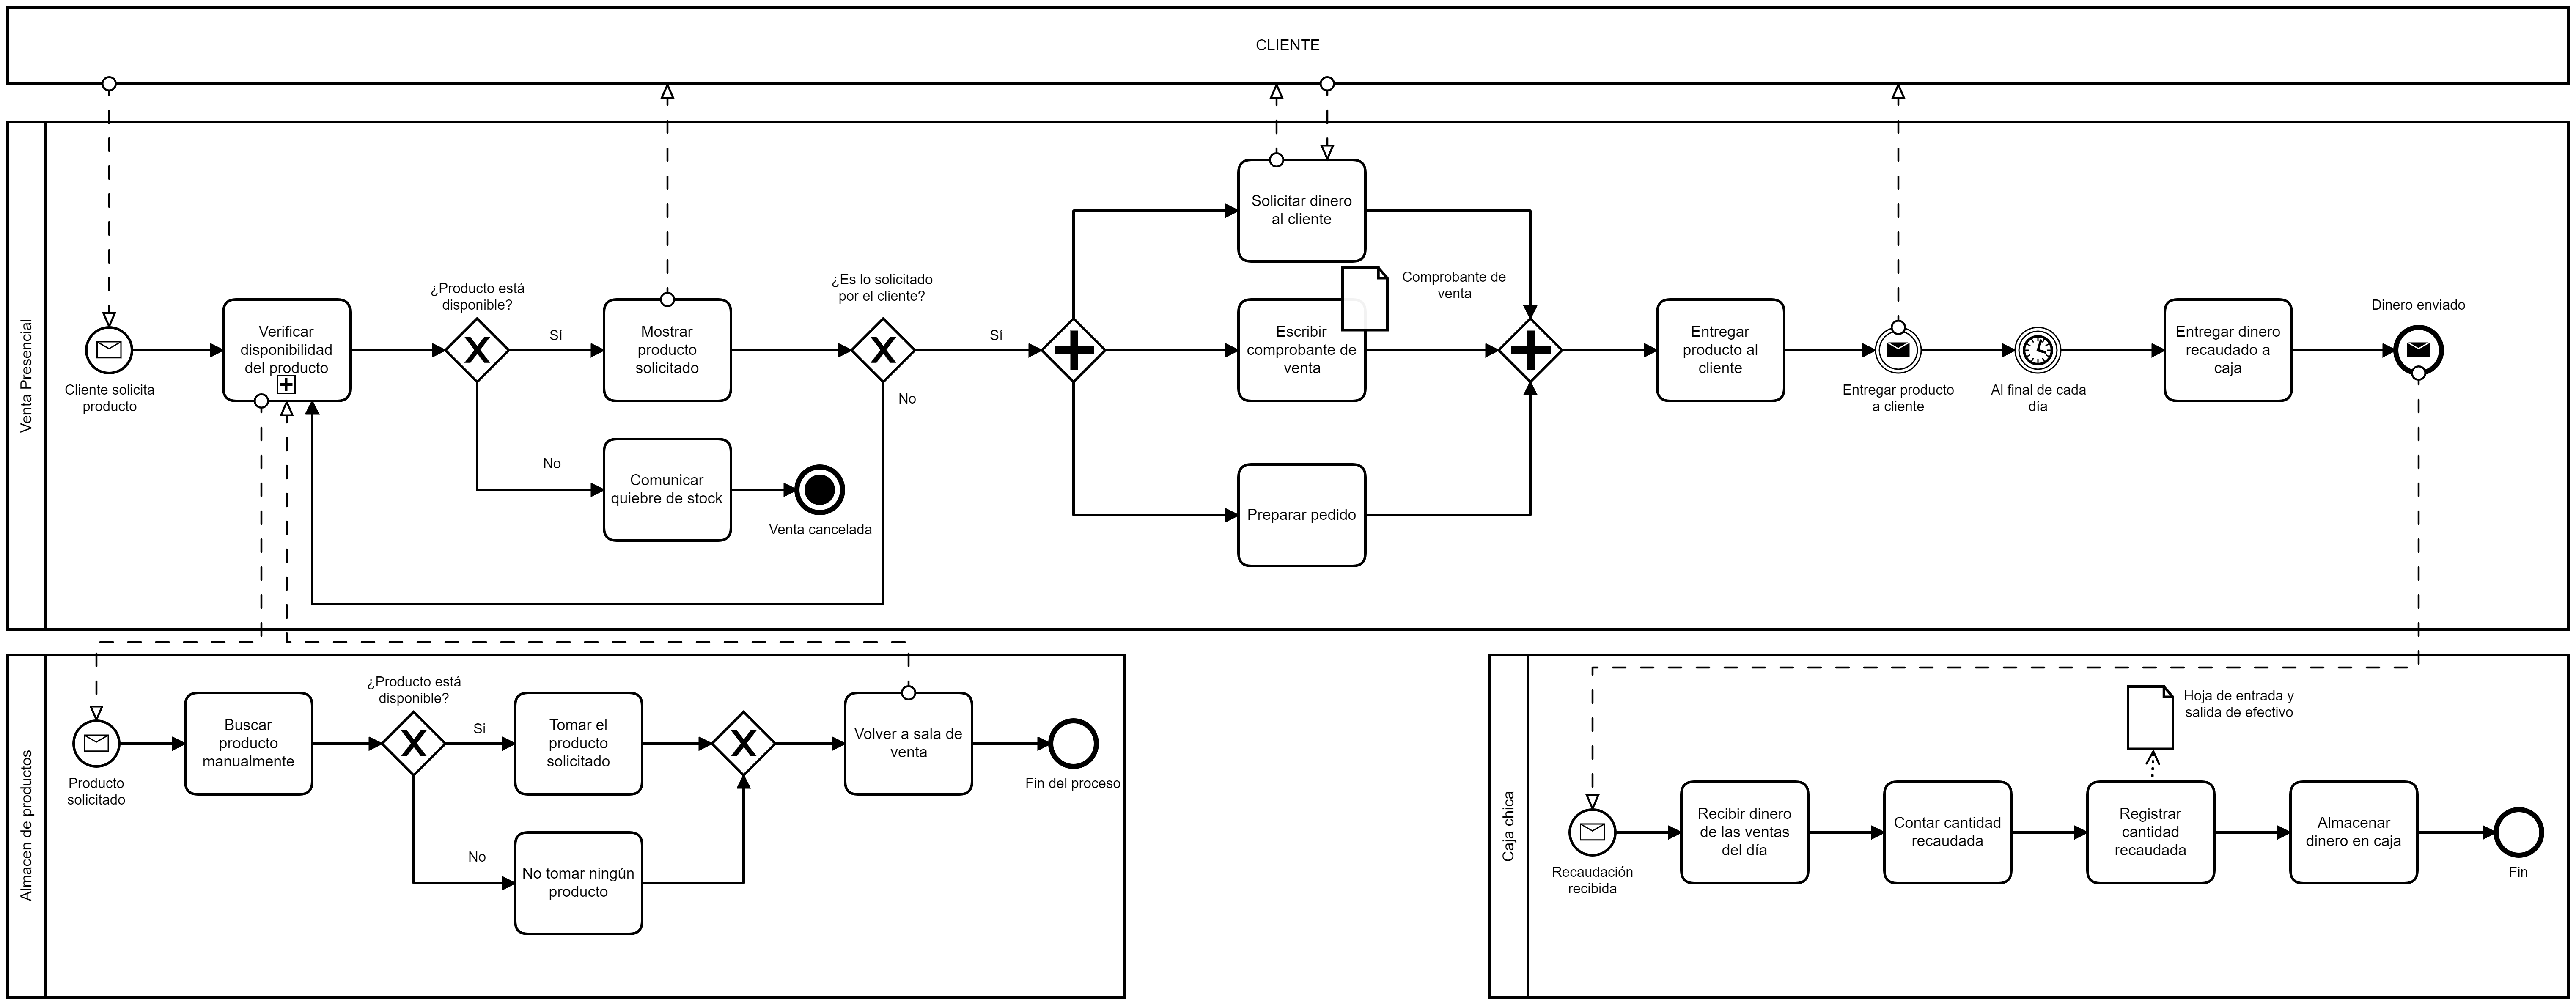 CLIENTE
Venta Presencial
Cliente solicita
producto
Verificar
disponibilidad
del producto
¿Producto está
disponible?
Sí
No
Mostrar
producto
solicitado
Comunicar
quiebre de stock
Venta cancelada
¿Es lo solicitado
por el cliente?
Sí
No
Solicitar dinero
al cliente
Comprobante de
venta
Escribir
comprobante de
venta
Preparar pedido
Entregar
producto al
cliente
Entregar producto
a cliente
Al final de cada
día
Entregar dinero
recaudado a
caja
Dinero enviado
Almacen de productos
Producto
solicitado
Buscar
producto
manualmente
¿Producto está
disponible?
Si
No
Tomar el
producto
solicitado
No tomar ningún
producto
Volver a sala de
venta
Fin del proceso
Caja chica
Recaudación
recibida
Recibir dinero
de las ventas
del día
Contar cantidad
recaudada
Hoja de entrada y
salida de efectivo
Registrar
cantidad
recaudada
Almacenar
dinero en caja
Fin